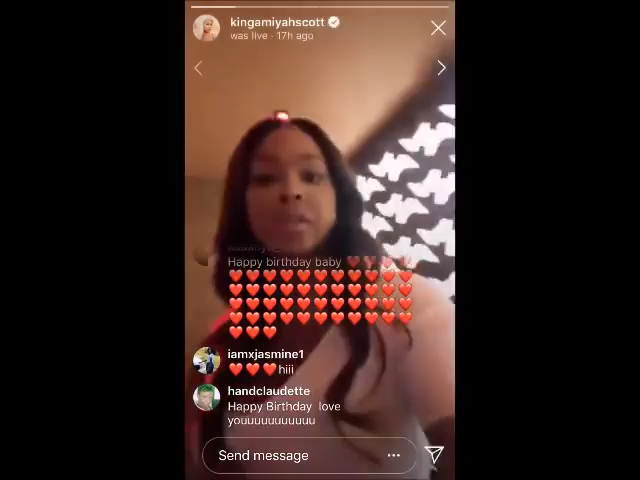 kingamiyahscott
was live · 17h ago
Happy birthday baby ❤️❤️❤️❤️
❤️❤️❤️❤️❤️❤️❤️❤️❤️❤️❤️
❤️❤️❤️❤️❤️❤️❤️❤️❤️❤️❤️
❤️❤️❤️❤️❤️❤️❤️❤️❤️❤️❤️
❤️❤️❤️❤️❤️❤️❤️❤️❤️❤️❤️
❤️❤️❤️
iamxjasmine1
❤️❤️❤️hiii
handclaudette
Happy Birthday love
youuuuuuuuuuu
Send message